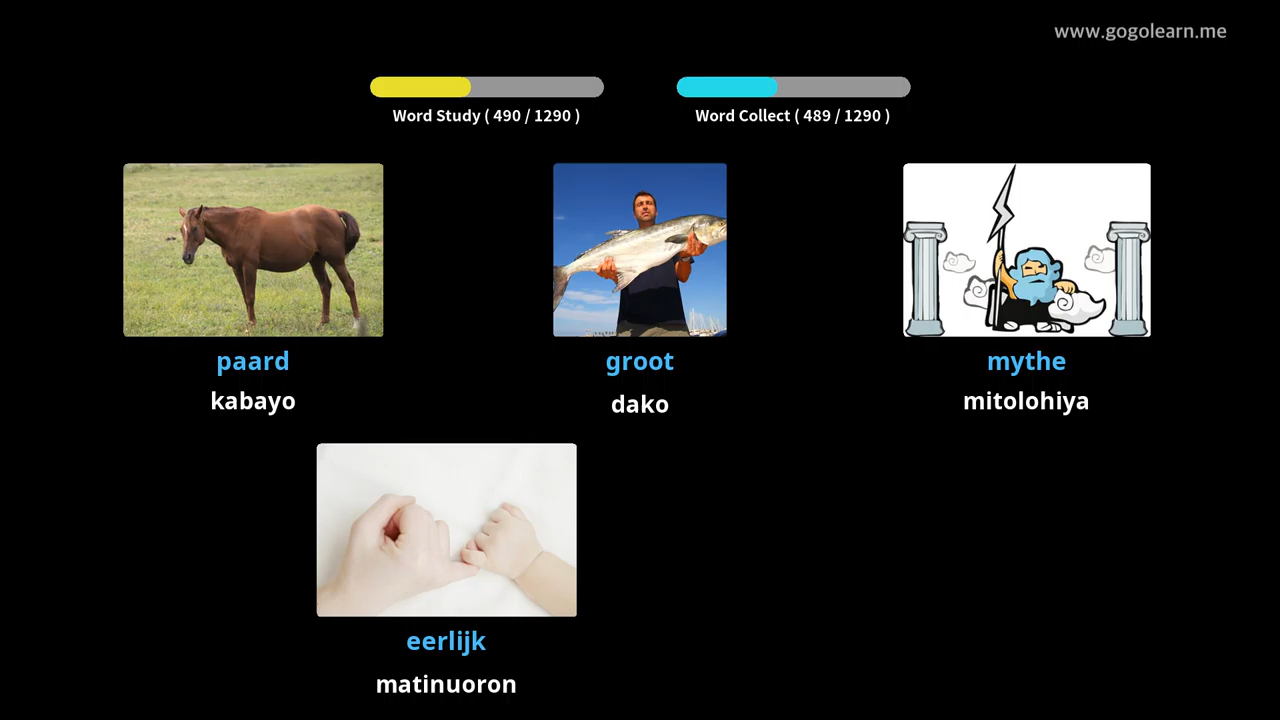 www.gogolearn.me
Word Study ( 490 / 1290 )
Word Collect ( 489 / 1290 )
paard
groot
mythe
kabayo
dako
mitolohiya
eerlijk
matinuoron